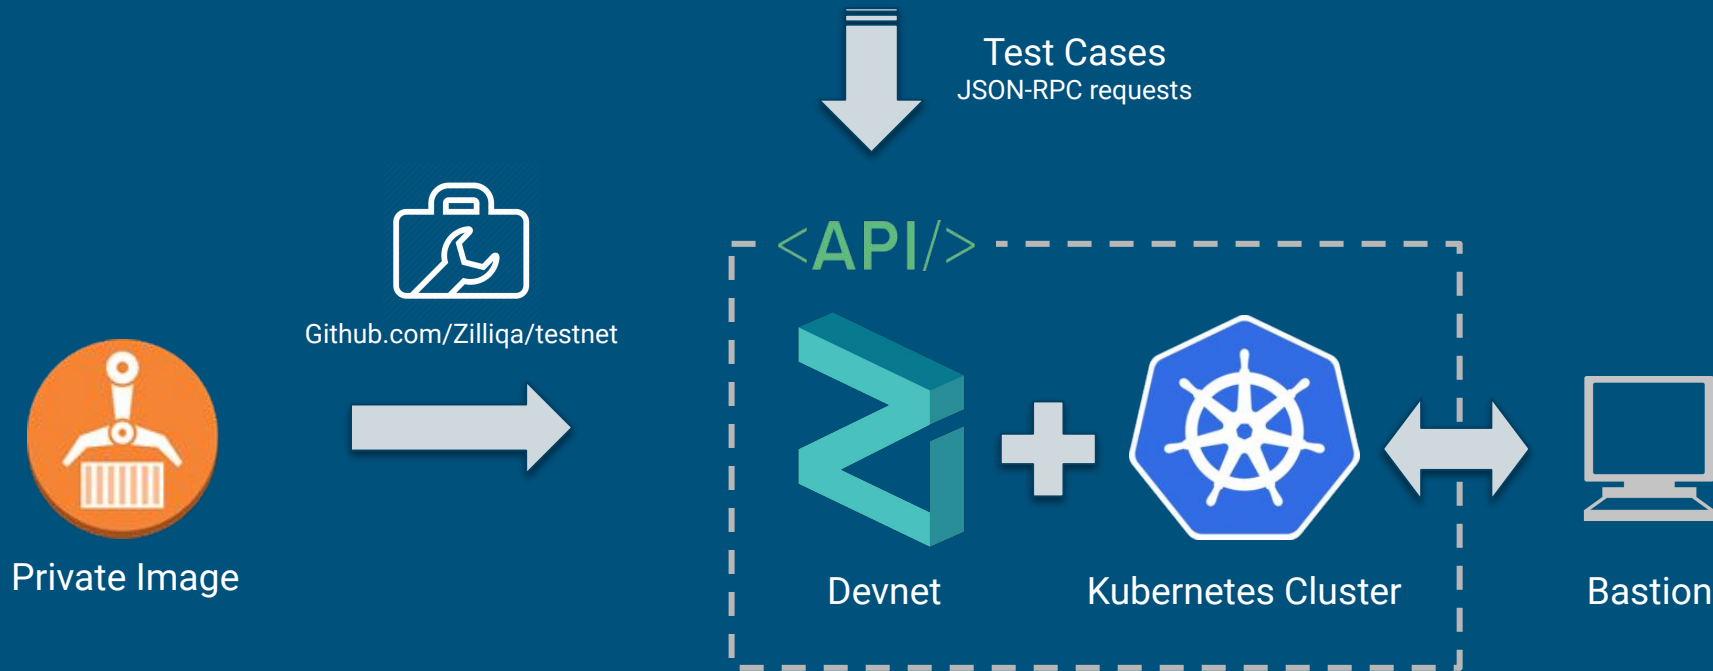 Test Cases
JSON-RPC requests
<API/>
Github.com/Zilliqa/testnet
Private Image
Devnet
Kubernetes Cluster
Bastion